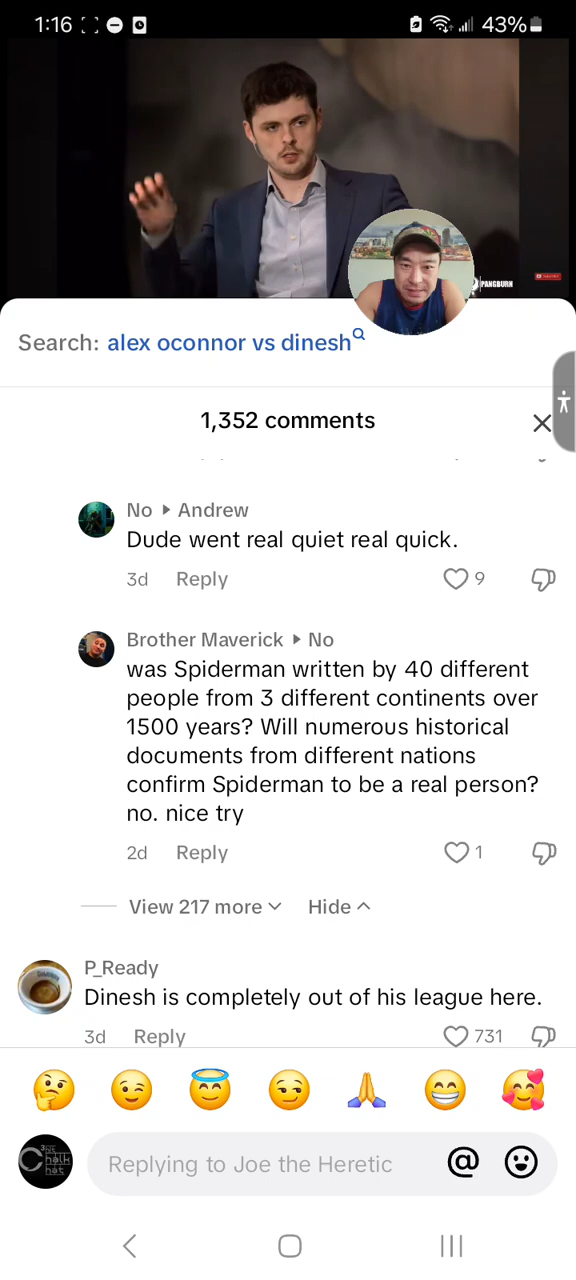 1:16
43%
PANGBURN
Search: alex oconnor vs dinesh
1,352 comments
No ▸ Andrew
Dude went real quiet real quick.
3d Reply 9
Brother Maverick ▸ No
was Spiderman written by 40 different
people from 3 different continents over
1500 years? Will numerous historical
documents from different nations
confirm Spiderman to be a real person?
no. nice try
2d Reply 1
View 217 more Hide
P_Ready
Dinesh is completely out of his league here.
3d Reply 731
Replying to Joe the Heretic @